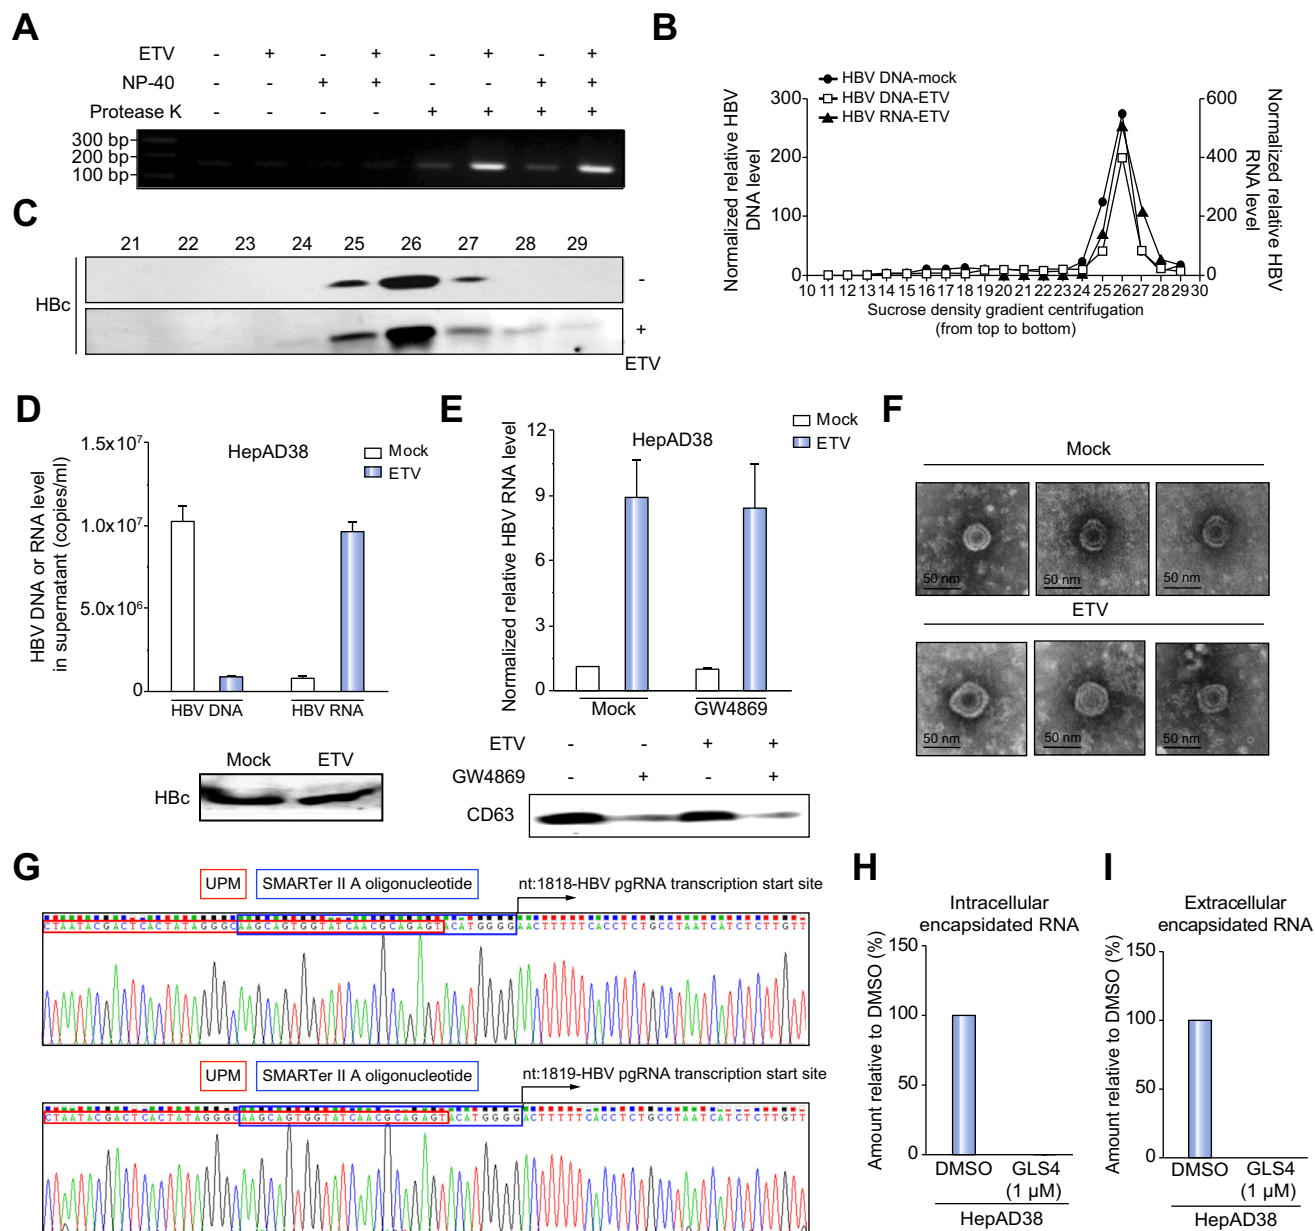 A
ETV - + - + - + - +
NP-40 - - + + - - + +
Protease K - - - - + + + +
300 bp
200 bp
100 bp
B
HBV DNA-mock
HBV DNA-ETV
HBV RNA-ETV
Normalized relative HBV DNA level
300
200
100
0
600
400
200
0
Normalized relative HBV RNA level
10 11 12 13 14 15 16 17 18 19 20 21 22 23 24 25 26 27 28 29 30
Sucrose density gradient centrifugation
(from top to bottom)
C
21 22 23 24 25 26 27 28 29
HBc
-
+
ETV
D
HBV DNA or RNA level
in supernatant (copies/ml)
1.5x10⁷
1.0x10⁷
5.0x10⁶
0
HepAD38
Mock
ETV
HBV DNA HBV RNA
Mock ETV
HBc
E
Normalized relative HBV RNA level
12
9
6
3
0
HepAD38
Mock
ETV
Mock GW4869
ETV - - + +
GW4869 - + - +
CD63
F
Mock
50 nm 50 nm 50 nm
ETV
50 nm 50 nm 50 nm
G
UPM SMARTer II A oligonucleotide nt:1818-HBV pgRNA transcription start site
CTAATACGACTCACTATAGGGCAAGCAGTGGTATCAACGCAGAGTACATGGGGAACTTTTTCACCTCTGCCTAATCATCTCTTGTT
UPM SMARTer II A oligonucleotide nt:1819-HBV pgRNA transcription start site
CTAATACGACTCACTATAGGGCAAGCAGTGGTATCAACGCAGAGTACATGGGGACTTTTTCACCTCTGCCTAATCATCTCTTGTT
H
Intracellular
encapsidated RNA
Amount relative to DMSO (%)
150
100
50
0
DMSO GLS4
(1 µM)
HepAD38
I
Extracellular
encapsidated RNA
Amount relative to DMSO (%)
150
100
50
0
DMSO GLS4
(1 µM)
HepAD38